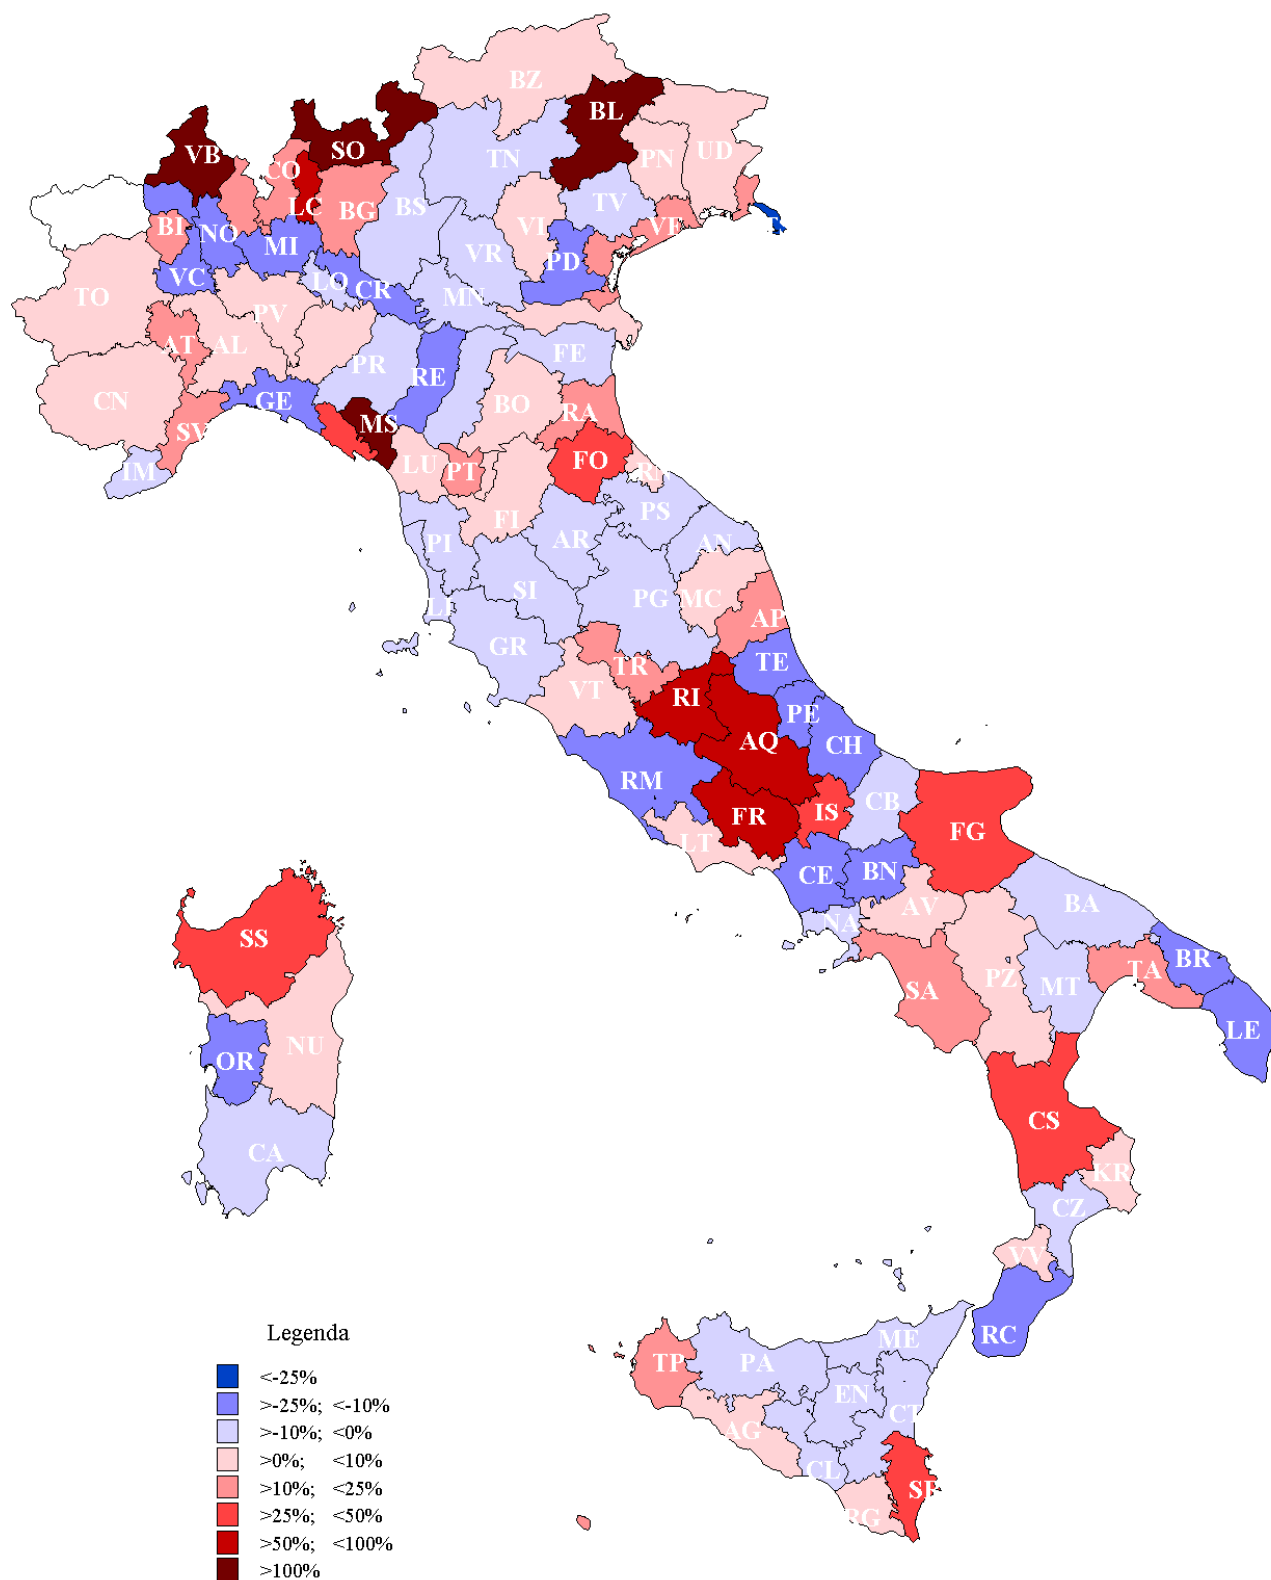 BZ
BL
VB
SO
CO
TN
PN
UD
LC
BG
BS
TV
BI
NO
MI
VI
VE
VR
PD
VC
LO
CR
MN
TO
PV
AT
AL
PR
RE
FE
CN
GE
BO
SV
MS
RA
IM
LU
PT
FO
RN
FI
PS
PI
AR
AN
SI
LI
PG
MC
GR
AP
TR
TE
VT
RI
PE
AQ
CH
RM
CB
FR
IS
FG
LT
CE
BN
NA
AV
BA
SS
SA
PZ
MT
TA
BR
LE
NU
OR
CS
CA
KR
CZ
VV
RC
ME
TP
PA
EN
AG
CT
CL
SR
RG
Legenda
<-25%
>-25%; <-10%
>-10%; <0%
>0%; <10%
>10%; <25%
>25%; <50%
>50%; <100%
>100%